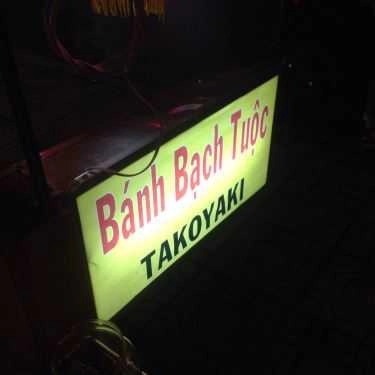 Bánh Bạch Tuộc
TAKOYAKI